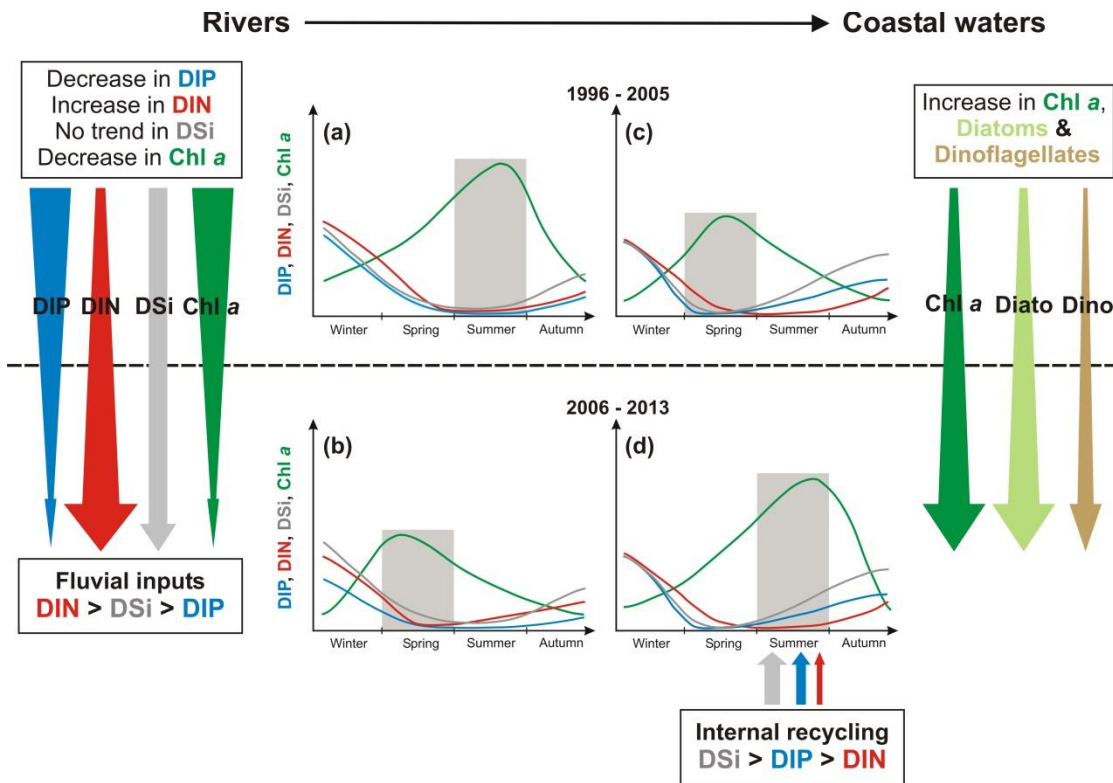 Rivers
Coastal waters
Decrease in DIP
Increase in DIN
No trend in DSi
Decrease in Chl a
1996 - 2005
Increase in Chl a,
Diatoms &
Dinoflagellates
DIP DIN DSi Chl a
DIP, DIN, DSi, Chl a
(a)
Winter Spring Summer Autumn
(c)
Winter Spring Summer Autumn
Chl a Diato Dino
2006 - 2013
DIP, DIN, DSi, Chl a
(b)
Winter Spring Summer Autumn
(d)
Winter Spring Summer Autumn
Fluvial inputs
DIN > DSi > DIP
Internal recycling
DSi > DIP > DIN